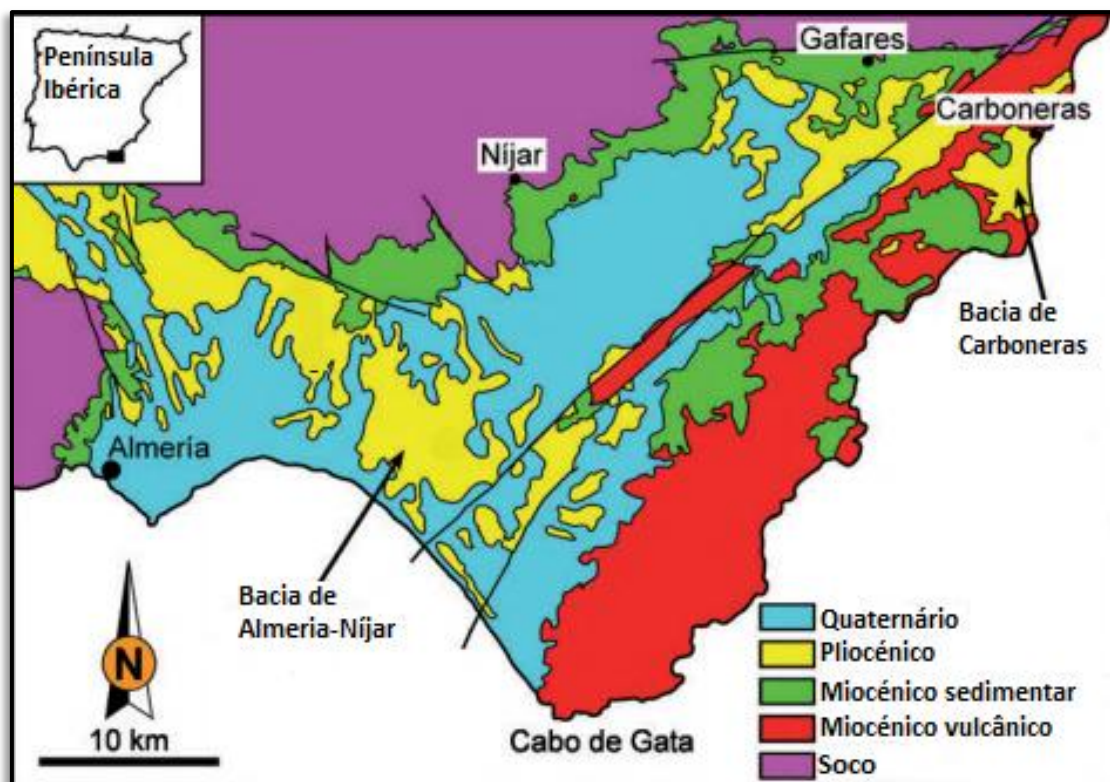 Península
Ibérica
Gafares
Carboneras
Níjar
Bacia de
Carboneras
Almería
Bacia de
Almeria-Níjar
N
10 km
Cabo de Gata
Quaternário
Pliocénico
Miocénico sedimentar
Miocénico vulcânico
Soco